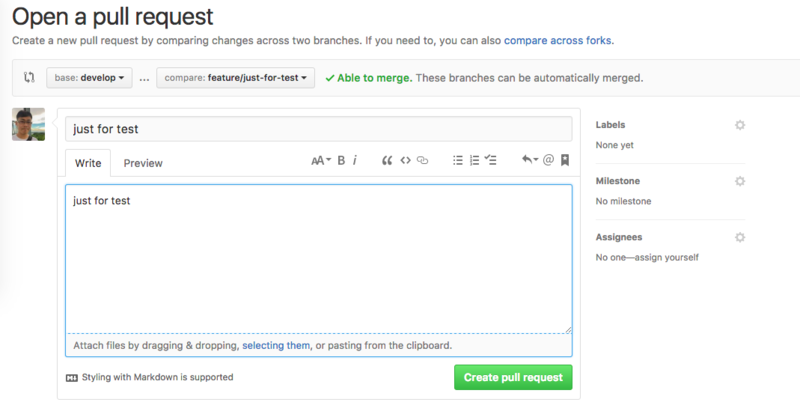 Open a pull request
Create a new pull request by comparing changes across two branches. If you need to, you can also compare across forks.
base: develop ... compare: feature/just-for-test ✓ Able to merge. These branches can be automatically merged.
just for test
Write Preview
AA B i “ <> @
just for test
Attach files by dragging & dropping, selecting them, or pasting from the clipboard.
Styling with Markdown is supported
Create pull request
Labels
None yet
Milestone
No milestone
Assignees
No one—assign yourself